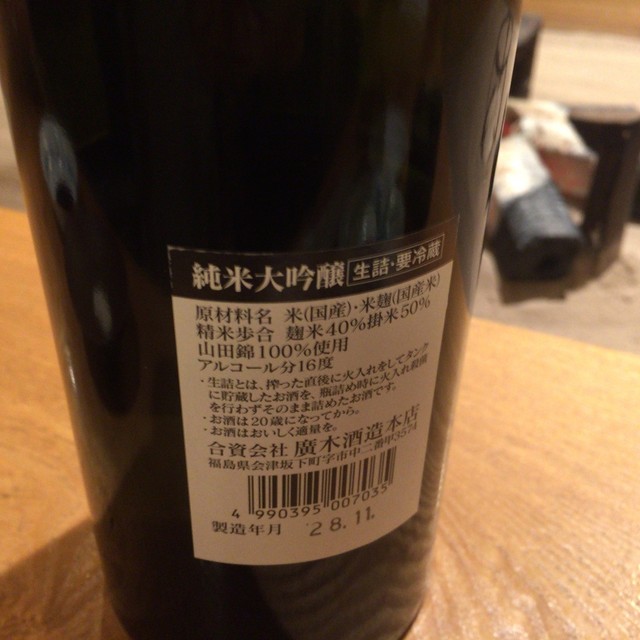 純米大吟醸 生詰・要冷蔵
原材料名 米(国産)・米麹(国産米)
精米歩合 麹米40%掛米50%
山田錦100%使用
アルコール分16度
・生詰とは、搾った直後に火入れをしてタンク
に貯蔵したお酒を、瓶詰め時に火入れ殺菌
を行わずそのまま詰めたお酒です。
・お酒は20歳になってから。
・お酒はおいしく適量を。
合資会社 廣木酒造本店
福島県会津坂下町字市中二番甲3574
4 990395 007035
製造年月 28.11.